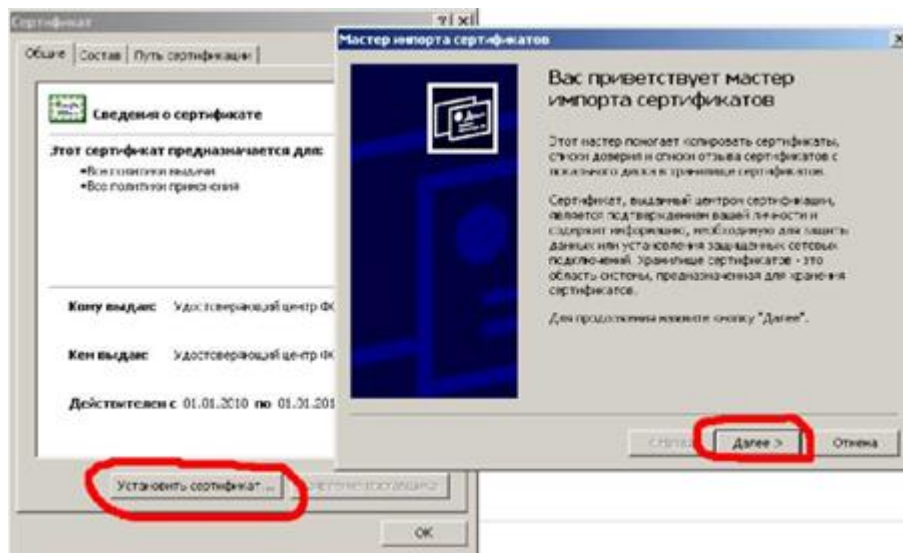 Сертификат
Общие
Состав
Путь сертификации
Сведения о сертификате
Этот сертификат предназначается для:
•Все политики выдачи
•Все политики применения
Кому выдан: Удостоверяющий центр
Кем выдан: Удостоверяющий центр
Действителен с 01.01.2010 по
Установить сертификат ...
OK
Мастер импорта сертификатов
Вас приветствует мастер
импорта сертификатов
Этот мастер помогает копировать сертификаты,
списки доверия и списки отзыва сертификатов с
локального диска в хранилище сертификатов.
Сертификат, выданный центром сертификации,
является подтверждением вашей личности и
содержит информацию, необходимую для защиты
данных или установления защищенных сетевых
подключений. Хранилище сертификатов - это
область системы, предназначенная для хранения
сертификатов.
Для продолжения нажмите кнопку "Далее".
Далее >
Отмена